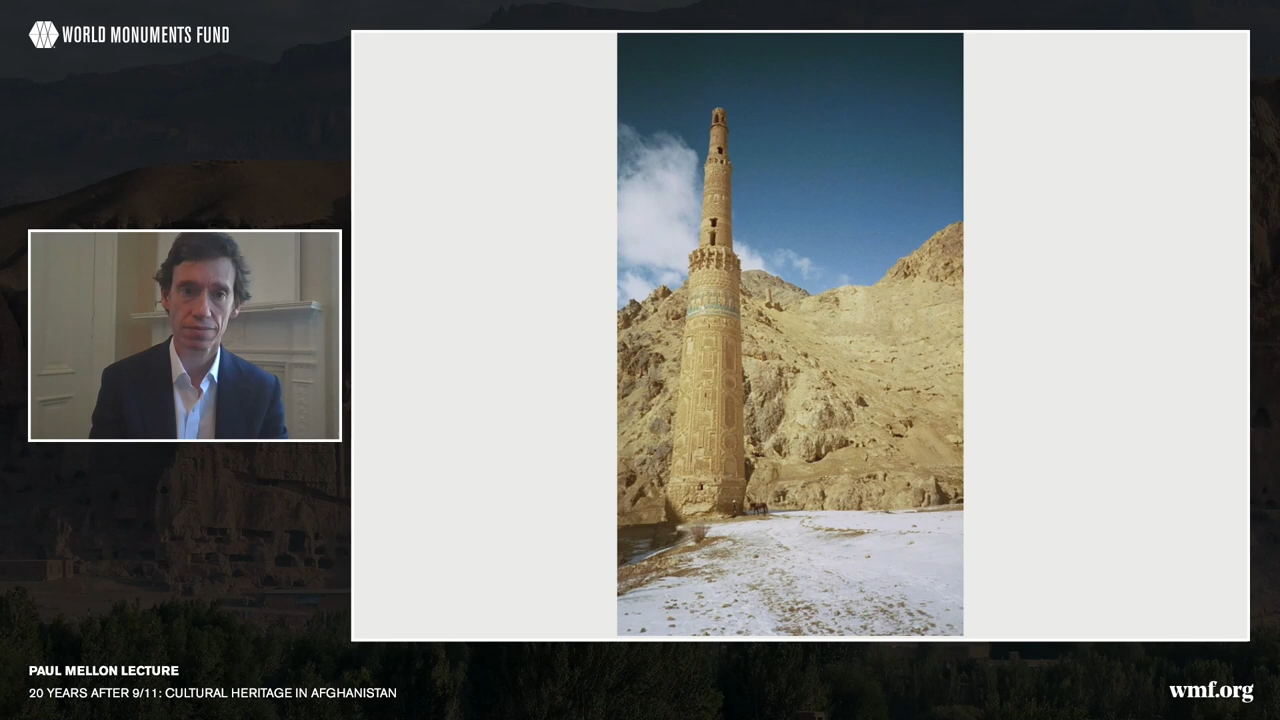 WORLD MONUMENTS FUND
PAUL MELLON LECTURE
20 YEARS AFTER 9/11: CULTURAL HERITAGE IN AFGHANISTAN
wmf.org